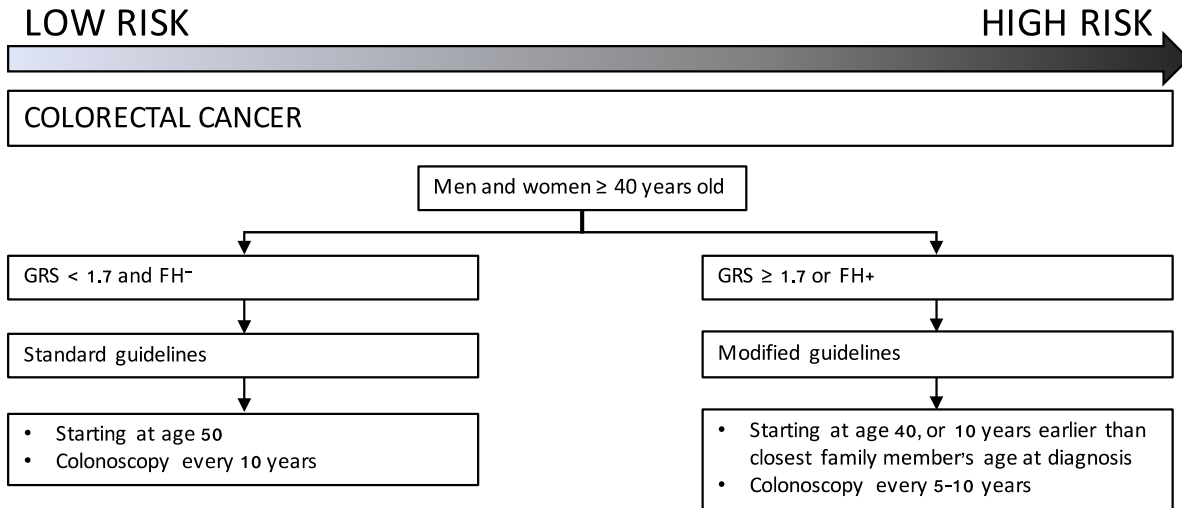 LOW RISK
HIGH RISK
COLORECTAL CANCER
Men and women ≥ 40 years old
GRS < 1.7 and FH⁻
GRS ≥ 1.7 or FH+
Standard guidelines
Modified guidelines
• Starting at age 50
• Colonoscopy every 10 years
• Starting at age 40, or 10 years earlier than
closest family member's age at diagnosis
• Colonoscopy every 5-10 years